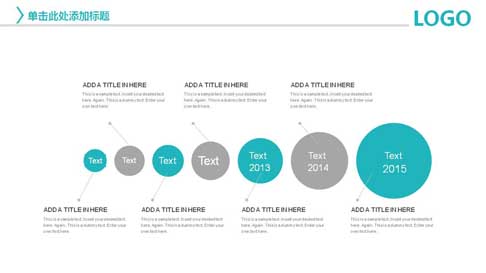 单击此处添加标题
LOGO
ADD A TITLE IN HERE
This is a sample text. Insert your desired text
here. Again. This is a dummy text. Enter your
own text here.
ADD A TITLE IN HERE
This is a sample text. Insert your desired text
here. Again. This is a dummy text. Enter your
own text here.
ADD A TITLE IN HERE
This is a sample text. Insert your desired text
here. Again. This is a dummy text. Enter your
own text here.
Text
Text
Text
Text
Text
2013
Text
2014
Text
2015
ADD A TITLE IN HERE
This is a sample text. Insert your desired text
here. Again. This is a dummy text. Enter your
own text here.
ADD A TITLE IN HERE
This is a sample text. Insert your desired text
here. Again. This is a dummy text. Enter your
own text here.
ADD A TITLE IN HERE
This is a sample text. Insert your desired text
here. Again. This is a dummy text. Enter your
own text here.
ADD A TITLE IN HERE
This is a sample text. Insert your desired text
here. Again. This is a dummy text. Enter your
own text here.